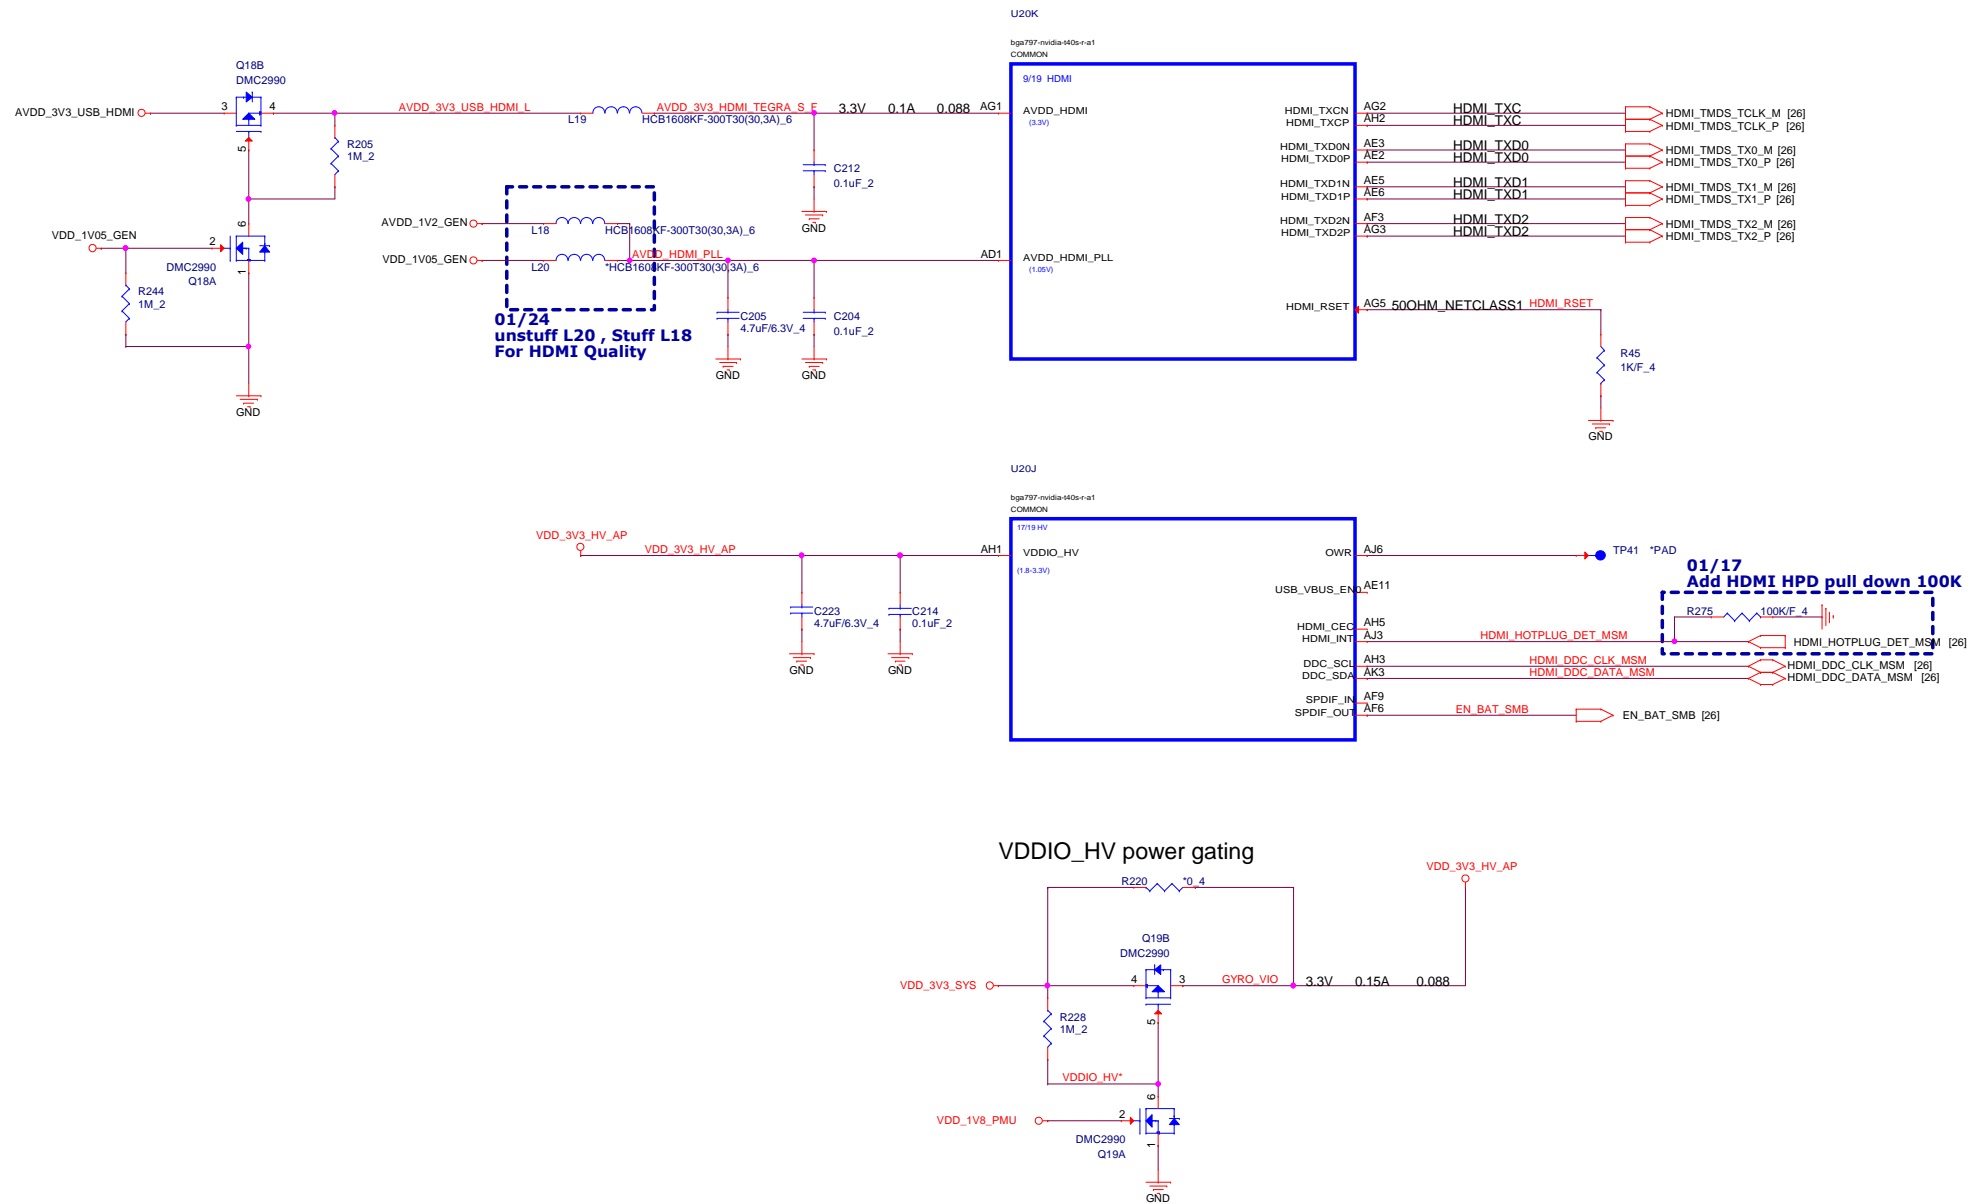 U20K
bga797-nvidia-t40s-r-a1
COMMON
9/19 HDMI
Q18B
DMC2990
AVDD_3V3_USB_HDMI
3
4
5
AVDD_3V3_USB_HDMI_L
L19
AVDD_3V3_HDMI_TEGRA_S_F
HCB1608KF-300T30(30,3A)_6
3.3V 0.1A 0.088
AG1
AVDD_HDMI
(3.3V)
R205
1M_2
C212
0.1uF_2
GND
AVDD_1V2_GEN
L18
HCB1608KF-300T30(30,3A)_6
VDD_1V05_GEN
L20
AVDD_HDMI_PLL
*HCB1608KF-300T30(30,3A)_6
AD1
AVDD_HDMI_PLL
(1.05V)
01/24
unstuff L20 , Stuff L18
For HDMI Quality
C205
4.7uF/6.3V_4
GND
C204
0.1uF_2
GND
VDD_1V05_GEN
2
6
1
DMC2990
Q18A
R244
1M_2
GND
HDMI_TXCN AG2 HDMI_TXC HDMI_TMDS_TCLK_M [26]
HDMI_TXCP AH2 HDMI_TXC HDMI_TMDS_TCLK_P [26]
HDMI_TXD0N AE3 HDMI_TXD0 HDMI_TMDS_TX0_M [26]
HDMI_TXD0P AE2 HDMI_TXD0 HDMI_TMDS_TX0_P [26]
HDMI_TXD1N AE5 HDMI_TXD1 HDMI_TMDS_TX1_M [26]
HDMI_TXD1P AE6 HDMI_TXD1 HDMI_TMDS_TX1_P [26]
HDMI_TXD2N AF3 HDMI_TXD2 HDMI_TMDS_TX2_M [26]
HDMI_TXD2P AG3 HDMI_TXD2 HDMI_TMDS_TX2_P [26]
HDMI_RSET AG5 50OHM_NETCLASS1 HDMI_RSET
R45
1K/F_4
GND
U20J
bga797-nvidia-t40s-r-a1
COMMON
17/19 HV
VDD_3V3_HV_AP
VDD_3V3_HV_AP
AH1
VDDIO_HV
(1.8-3.3V)
C223
4.7uF/6.3V_4
GND
C214
0.1uF_2
GND
OWR AJ6 TP41 *PAD
USB_VBUS_EN0 AE11
01/17
Add HDMI HPD pull down 100K
R275 100K/F_4
HDMI_CEC AH5
HDMI_INT AJ3 HDMI_HOTPLUG_DET_MSM HDMI_HOTPLUG_DET_MSM [26]
DDC_SCL AH3 HDMI_DDC_CLK_MSM HDMI_DDC_CLK_MSM [26]
DDC_SDA AK3 HDMI_DDC_DATA_MSM HDMI_DDC_DATA_MSM [26]
SPDIF_IN AF9
SPDIF_OUT AF6 EN_BAT_SMB EN_BAT_SMB [26]
VDDIO_HV power gating
VDD_3V3_HV_AP
R220 *0_4
Q19B
DMC2990
VDD_3V3_SYS
4
3
5
GYRO_VIO
3.3V 0.15A 0.088
R228
1M_2
VDDIO_HV*
VDD_1V8_PMU
2
6
1
DMC2990
Q19A
GND